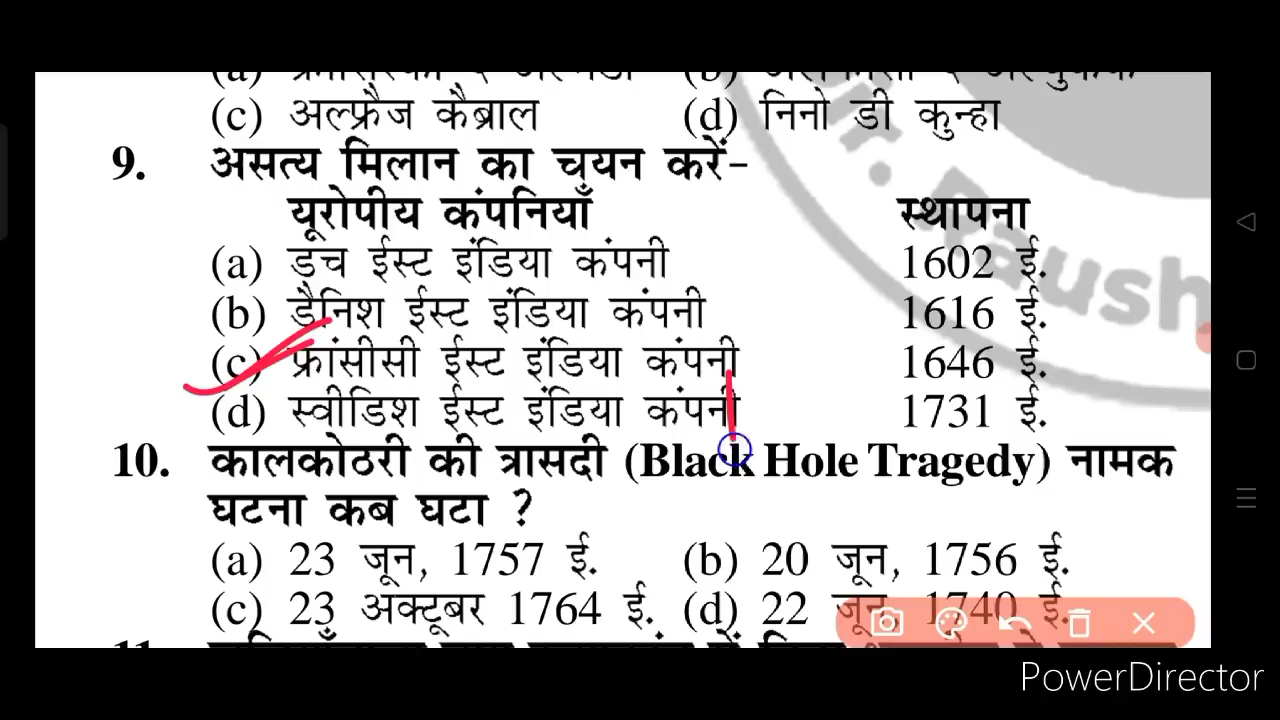 (c) अल्फ्रैज कैब्राल (d) निनो डी कुन्हा
9. असत्य मिलान का चयन करें-
यूरोपीय कंपनियाँ स्थापना
(a) डच ईस्ट इंडिया कंपनी 1602 ई.
(b) डैनिश ईस्ट इंडिया कंपनी 1616 ई.
(c) फ्रांसीसी ईस्ट इंडिया कंपनी 1646 ई.
(d) स्वीडिश ईस्ट इंडिया कंपनी 1731 ई.
10. कालकोठरी की त्रासदी (Black Hole Tragedy) नामक
घटना कब घटा ?
(a) 23 जून, 1757 ई. (b) 20 जून, 1756 ई.
(c) 23 अक्टूबर 1764 ई. (d) 22 जून, 1740 ई.
PowerDirector